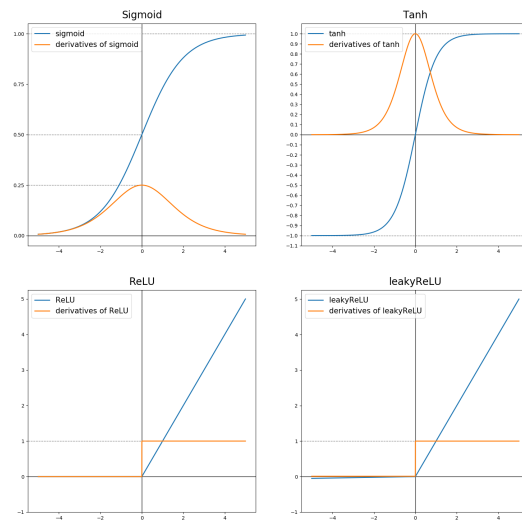 Sigmoid
sigmoid
derivatives of sigmoid
1.00
0.50
0.25
0.00
−4 −2 0 2 4
Tanh
tanh
derivatives of tanh
1.0
0.9
0.8
0.7
0.6
0.5
0.4
0.3
0.2
0.1
0.0
−0.1
−0.2
−0.3
−0.4
−0.5
−0.6
−0.7
−0.8
−0.9
−1.0
−1.1
−4 −2 0 2 4
ReLU
ReLU
derivatives of ReLU
5
4
3
2
1
0
−1
−4 −2 0 2 4
leakyReLU
leakyReLU
derivatives of leakyReLU
5
4
3
2
1
0
−1
−4 −2 0 2 4